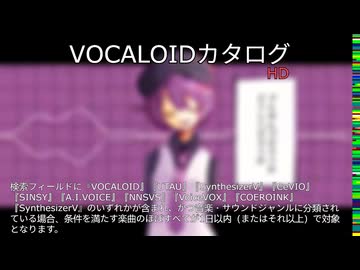 VOCALOIDカタログ
HD
検索フィールドに『VOCALOID』『UTAU』『SynthesizerV』『CeVIO』
『SINSY』『A.I.VOICE』『NNSVS』『VOICEVOX』『COEROINK』
『SynthesizerV』のいずれかが含まれ、かつ音楽・サウンドジャンルに分類され
ている場合、条件を満たす楽曲のほぼすべてが1日以内（またはそれ以上）で対象
となります。